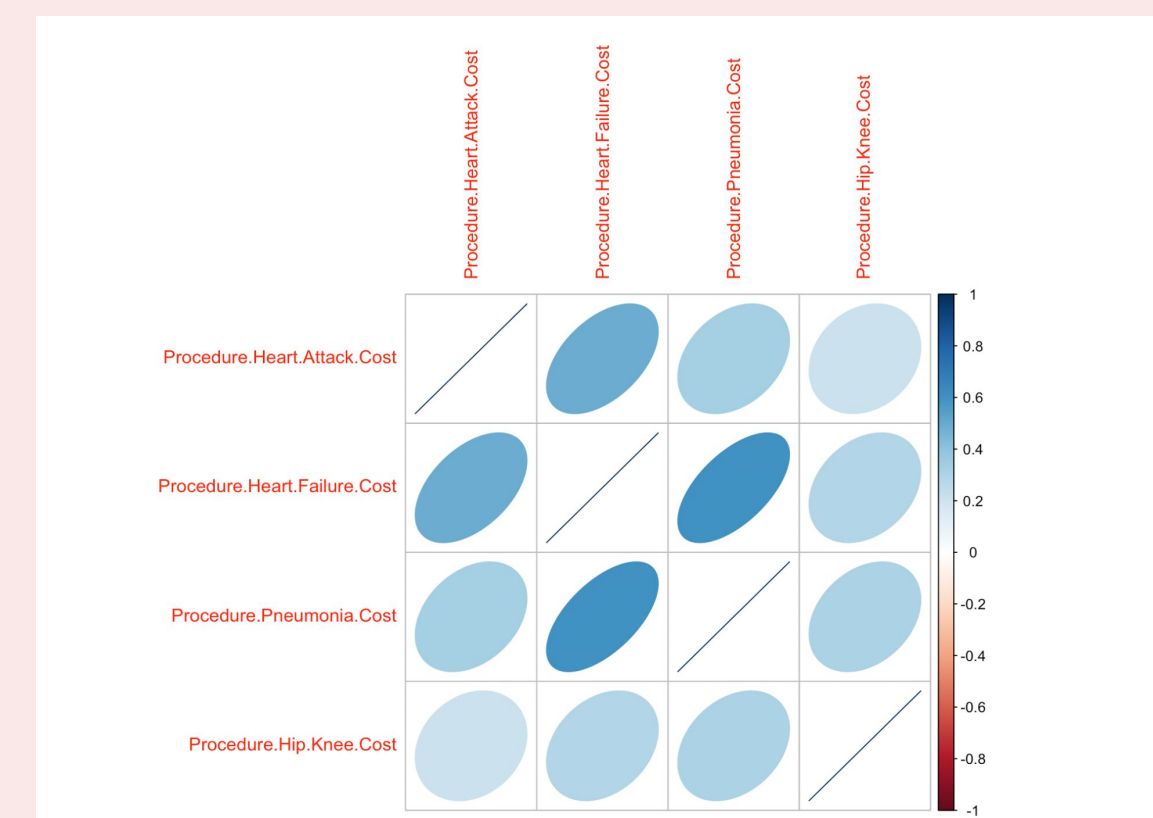 Procedure.Heart.Attack.Cost
Procedure.Heart.Failure.Cost
Procedure.Pneumonia.Cost
Procedure.Hip.Knee.Cost
Procedure.Heart.Attack.Cost
Procedure.Heart.Failure.Cost
Procedure.Pneumonia.Cost
Procedure.Hip.Knee.Cost
1
0.8
0.6
0.4
0.2
0
-0.2
-0.4
-0.6
-0.8
-1